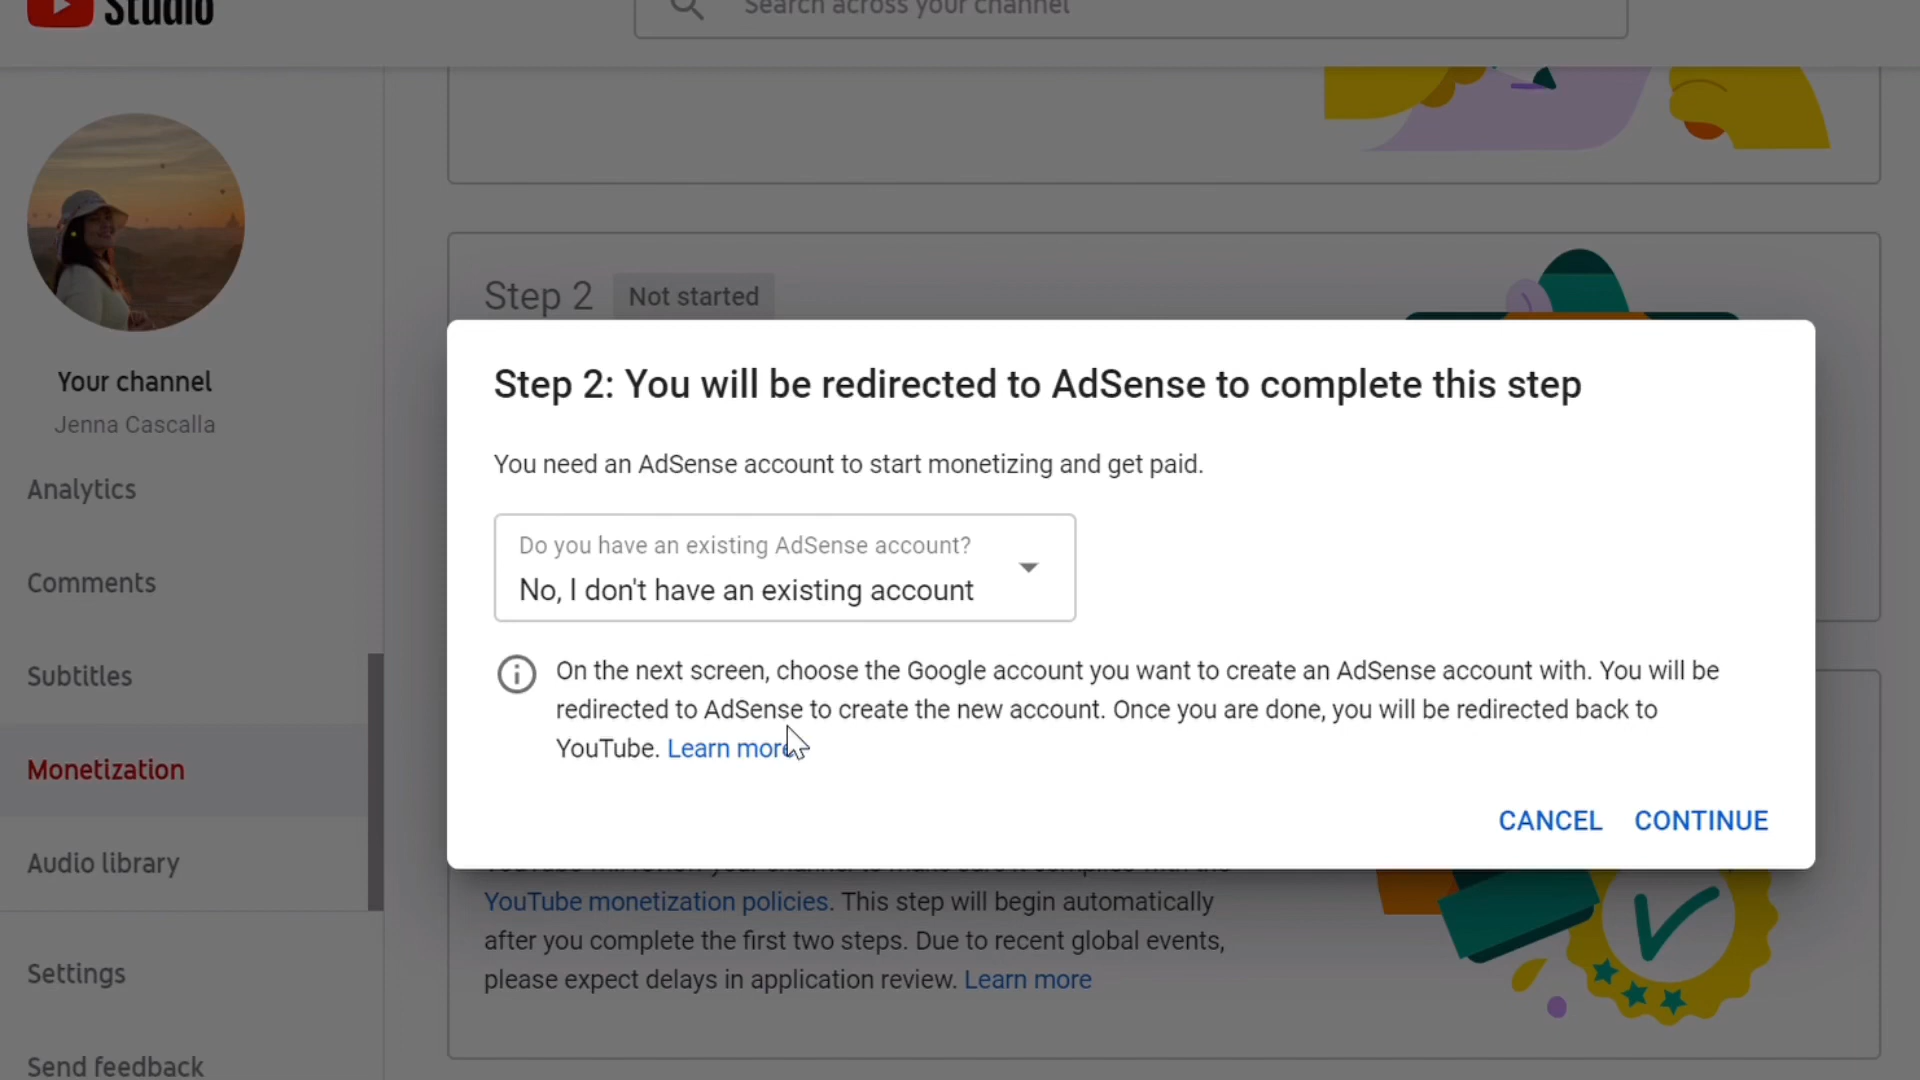 Studio
Search across your channel
Your channel
Jenna Cascalla
Analytics
Comments
Subtitles
Monetization
Audio library
Settings
Send feedback
Step 2 Not started
Step 2: You will be redirected to AdSense to complete this step
You need an AdSense account to start monetizing and get paid.
Do you have an existing AdSense account?
No, I don't have an existing account
On the next screen, choose the Google account you want to create an AdSense account with. You will be
redirected to AdSense to create the new account. Once you are done, you will be redirected back to
YouTube. Learn more
CANCEL CONTINUE
YouTube monetization policies. This step will begin automatically
after you complete the first two steps. Due to recent global events,
please expect delays in application review. Learn more